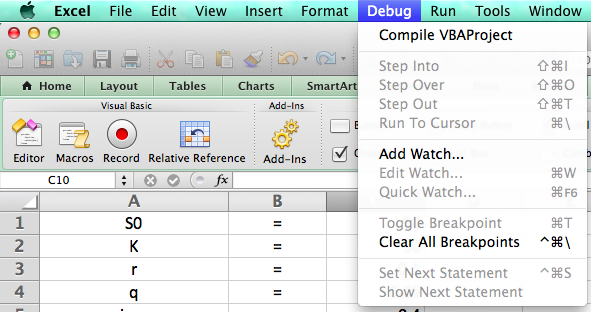 Excel File Edit View Insert Format Debug Run Tools Window
Compile VBAProject
Step Into ⇧⌘I
Step Over ⇧⌘O
Step Out ⇧⌘T
Run To Cursor ⌘\
Add Watch...
Edit Watch... ⌘W
Quick Watch... ⌘F6
Toggle Breakpoint ⌘T
Clear All Breakpoints ^⌘\
Set Next Statement ^⌘S
Show Next Statement
Home Layout Tables Charts SmartArt
Visual Basic Add-Ins
Editor Macros Record Relative Reference Add-Ins
C10 fx
A B
1 S0 =
2 K =
3 r =
4 q =